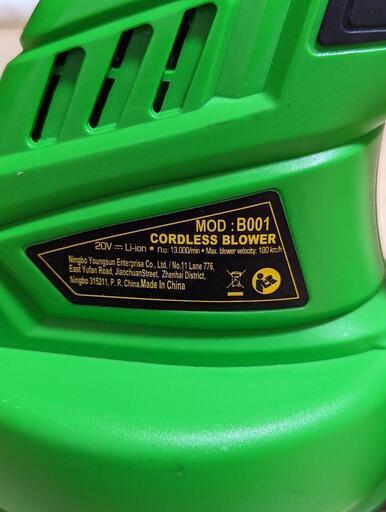 MOD :B001
CORDLESS BLOWER
20V ⎓ Li-ion • no: 13.000/min • Max. blower velocity: 180 km/h
Ningbo Youngsun Enterprise Co., Ltd. / No.11 Lane 776,
East Yufan Road, JiaochuanStreet, Zhenhai District,
Ningbo 315211, P. R. China.Made In China